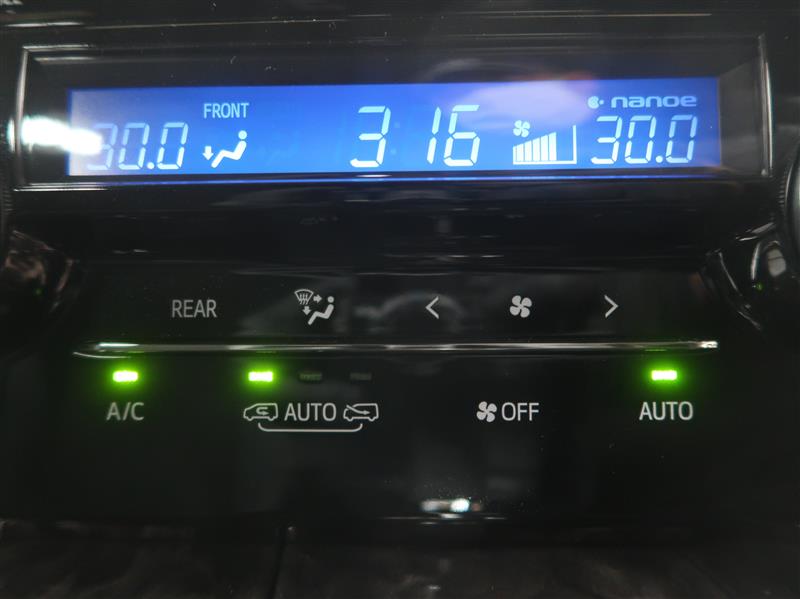 FRONT
nanoe
30.0 3:16 30.0
REAR
A/C AUTO OFF AUTO